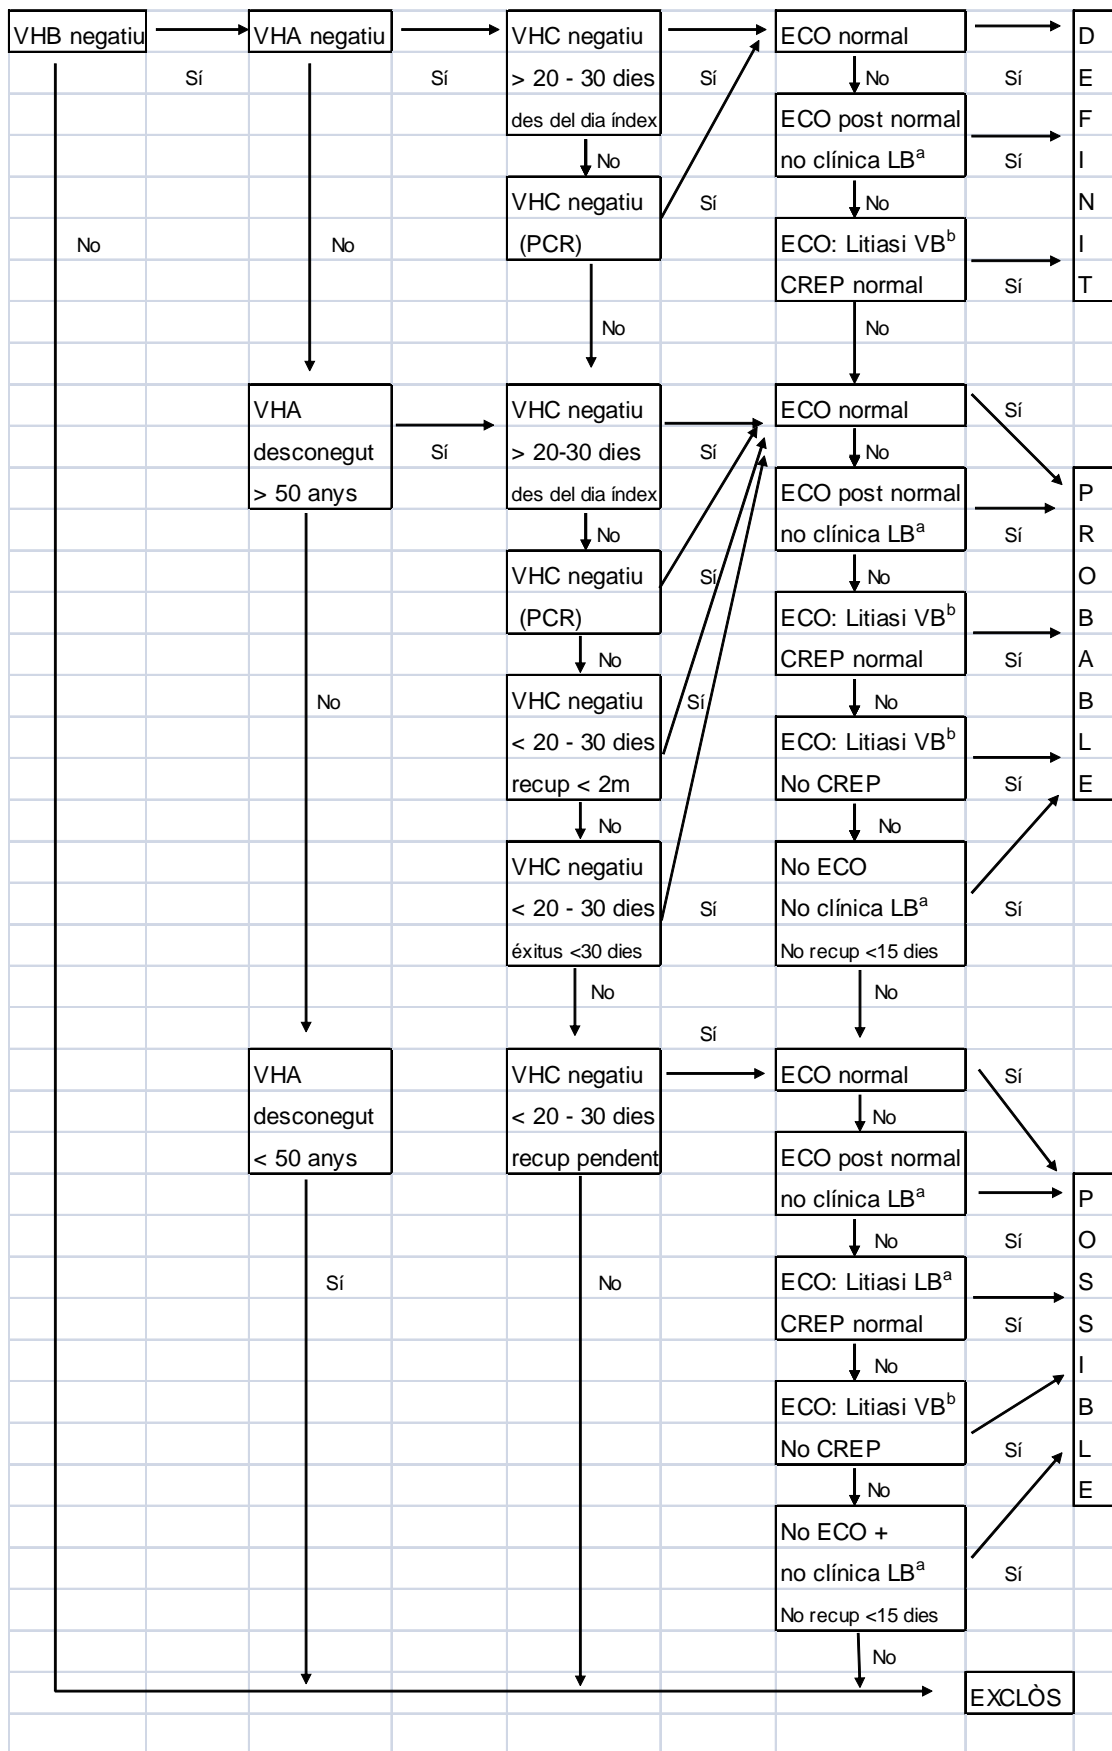 VHB negatiu
VHA negatiu
VHC negatiu
ECO normal
D
Sí
Sí
> 20 - 30 dies
Sí
No
Sí
E
des del dia índex
ECO post normal
F
No
no clínica LBᵃ
Sí
I
VHC negatiu
Sí
No
N
No
No
(PCR)
ECO: Litiasi VBᵇ
I
CREP normal
Sí
T
No
No
VHA
VHC negatiu
ECO normal
Sí
desconegut
Sí
> 20-30 dies
Sí
No
> 50 anys
des del dia índex
ECO post normal
P
No
no clínica LBᵃ
Sí
R
VHC negatiu
Sí
No
O
(PCR)
ECO: Litiasi VBᵇ
B
No
CREP normal
Sí
A
No
VHC negatiu
Sí
No
B
< 20 - 30 dies
ECO: Litiasi VBᵇ
L
recup < 2m
No CREP
Sí
E
No
No
VHC negatiu
No ECO
< 20 - 30 dies
Sí
No clínica LBᵃ
Sí
éxitus <30 dies
No recup <15 dies
No
No
Sí
VHA
VHC negatiu
ECO normal
Sí
desconegut
< 20 - 30 dies
No
< 50 anys
recup pendent
ECO post normal
no clínica LBᵃ
P
No
Sí
O
Sí
No
ECO: Litiasi LBᵃ
S
CREP normal
Sí
S
No
I
ECO: Litiasi VBᵇ
B
No CREP
Sí
L
No
E
No ECO +
no clínica LBᵃ
Sí
No recup <15 dies
No
EXCLÒS